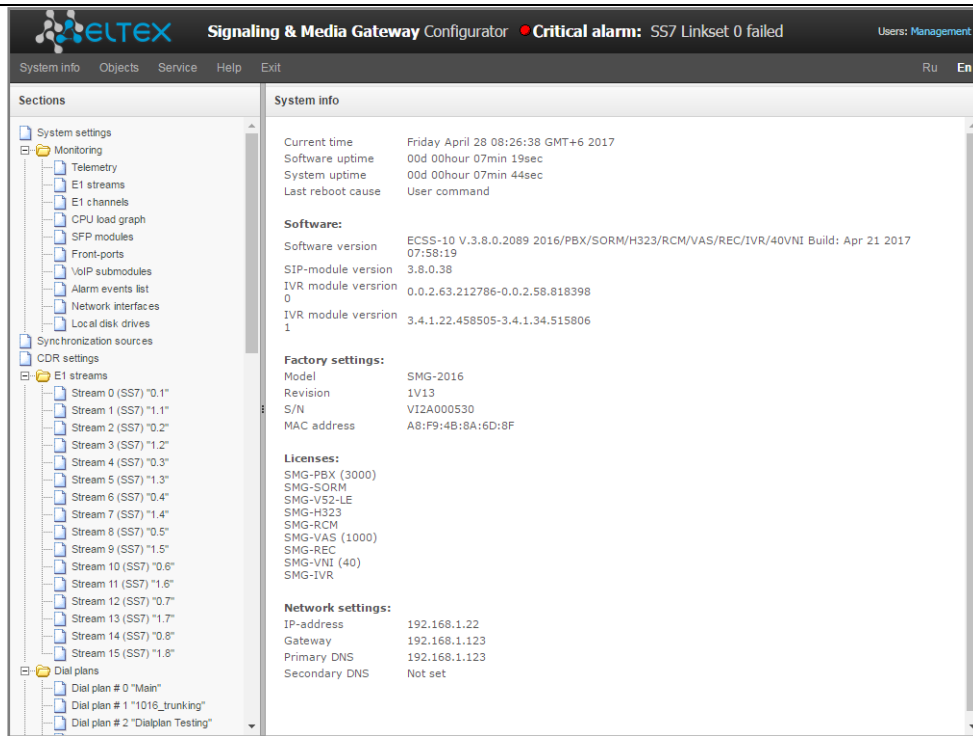 ELTEX Signaling & Media Gateway Configurator Critical alarm: SS7 Linkset 0 failed Users: Management
System info Objects Service Help Exit Ru En
Sections
System settings
Monitoring
Telemetry
E1 streams
E1 channels
CPU load graph
SFP modules
Front-ports
VoIP submodules
Alarm events list
Network interfaces
Local disk drives
Synchronization sources
CDR settings
E1 streams
Stream 0 (SS7) "0.1"
Stream 1 (SS7) "1.1"
Stream 2 (SS7) "0.2"
Stream 3 (SS7) "1.2"
Stream 4 (SS7) "0.3"
Stream 5 (SS7) "1.3"
Stream 6 (SS7) "0.4"
Stream 7 (SS7) "1.4"
Stream 8 (SS7) "0.5"
Stream 9 (SS7) "1.5"
Stream 10 (SS7) "0.6"
Stream 11 (SS7) "1.6"
Stream 12 (SS7) "0.7"
Stream 13 (SS7) "1.7"
Stream 14 (SS7) "0.8"
Stream 15 (SS7) "1.8"
Dial plans
Dial plan # 0 "Main"
Dial plan # 1 "1016_trunking"
Dial plan # 2 "Dialplan Testing"
System info
Current time Friday April 28 08:26:38 GMT+6 2017
Software uptime 00d 00hour 07min 19sec
System uptime 00d 00hour 07min 44sec
Last reboot cause User command
Software:
Software version ECSS-10 V.3.8.0.2089 2016/PBX/SORM/H323/RCM/VAS/REC/IVR/40VNI Build: Apr 21 2017
07:58:19
SIP-module version 3.8.0.38
IVR module versrion
0 0.0.2.63.212786-0.0.2.58.818398
IVR module versrion
1 3.4.1.22.458505-3.4.1.34.515806
Factory settings:
Model SMG-2016
Revision 1V13
S/N VI2A000530
MAC address A8:F9:4B:8A:6D:8F
Licenses:
SMG-PBX (3000)
SMG-SORM
SMG-V52-LE
SMG-H323
SMG-RCM
SMG-VAS (1000)
SMG-REC
SMG-VNI (40)
SMG-IVR
Network settings:
IP-address 192.168.1.22
Gateway 192.168.1.123
Primary DNS 192.168.1.123
Secondary DNS Not set